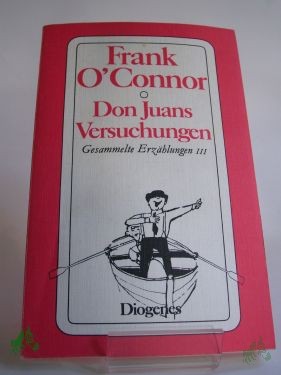 Frank
O'Connor
Don Juans
Versuchungen
Gesammelte Erzählungen III
Diogenes